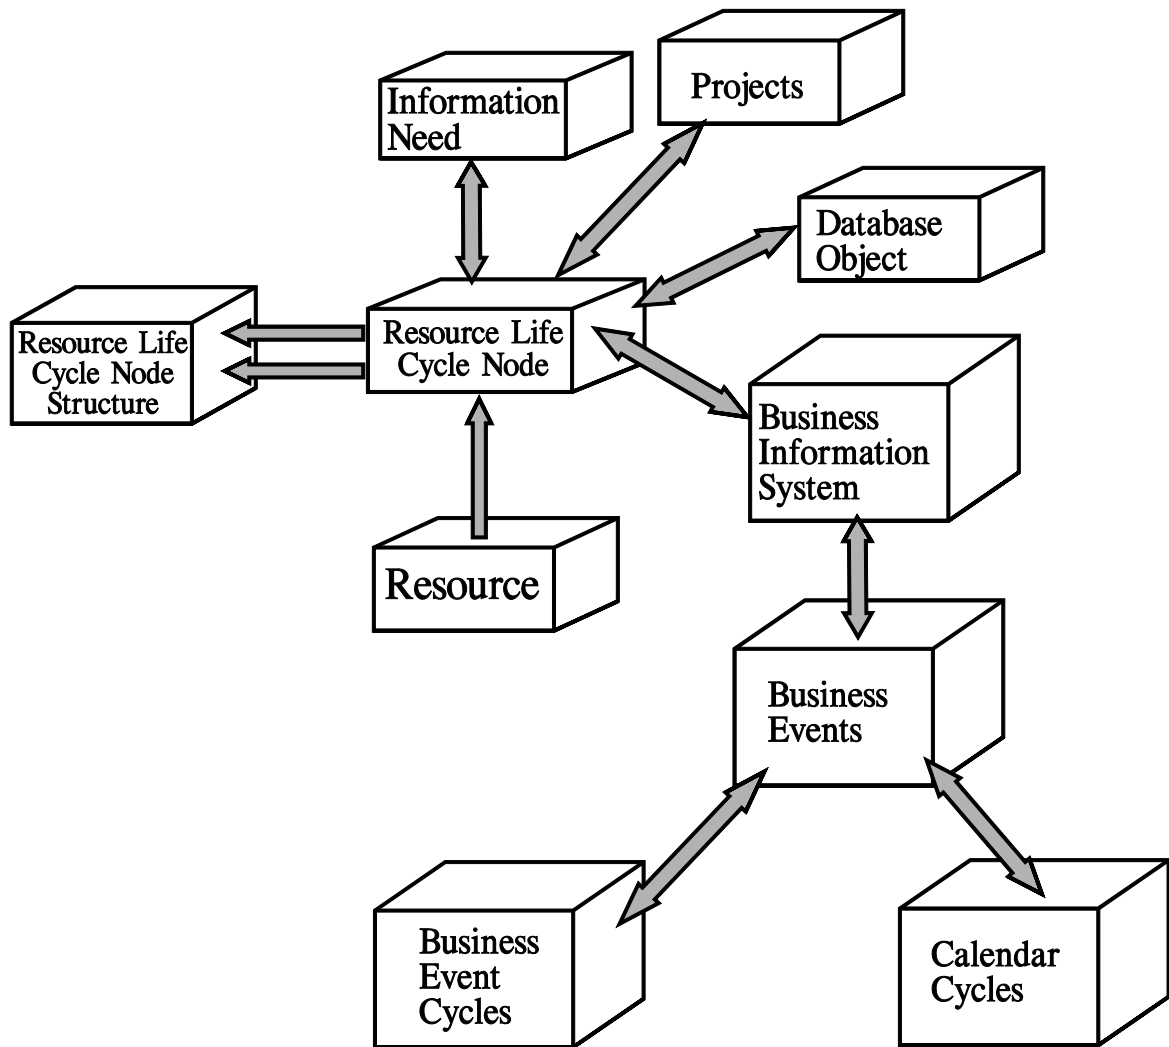 Information
Need
Projects
Database
Object
Resource Life
Cycle Node
Structure
Resource Life
Cycle Node
Business
Information
System
Resource
Business
Events
Business
Event
Cycles
Calendar
Cycles